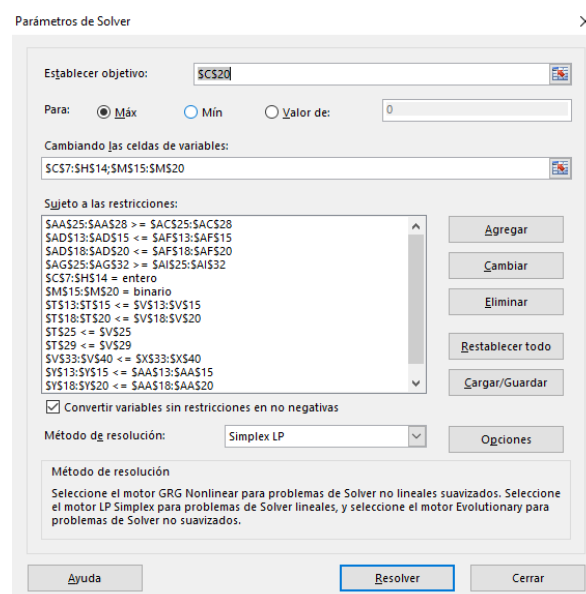 Parámetros de Solver
Establecer objetivo: $C$20
Para: Máx Mín Valor de: 0
Cambiando las celdas de variables:
$C$7:$H$14;$M$15:$M$20
Sujeto a las restricciones:
$AA$25:$AA$28 >= $AC$25:$AC$28
$AD$13:$AD$15 <= $AF$13:$AF$15
$AD$18:$AD$20 <= $AF$18:$AF$20
$AG$25:$AG$32 >= $AI$25:$AI$32
$C$7:$H$14 = entero
$M$15:$M$20 = binario
$T$13:$T$15 <= $V$13:$V$15
$T$18:$T$20 <= $V$18:$V$20
$T$25 <= $V$25
$T$29 <= $V$29
$V$33:$V$40 <= $X$33:$X$40
$Y$13:$Y$15 <= $AA$13:$AA$15
$Y$18:$Y$20 <= $AA$18:$AA$20
Agregar
Cambiar
Eliminar
Restablecer todo
Cargar/Guardar
Convertir variables sin restricciones en no negativas
Método de resolución: Simplex LP Opciones
Método de resolución
Seleccione el motor GRG Nonlinear para problemas de Solver no lineales suavizados. Seleccione
el motor LP Simplex para problemas de Solver lineales, y seleccione el motor Evolutionary para
problemas de Solver no suavizados.
Ayuda Resolver Cerrar